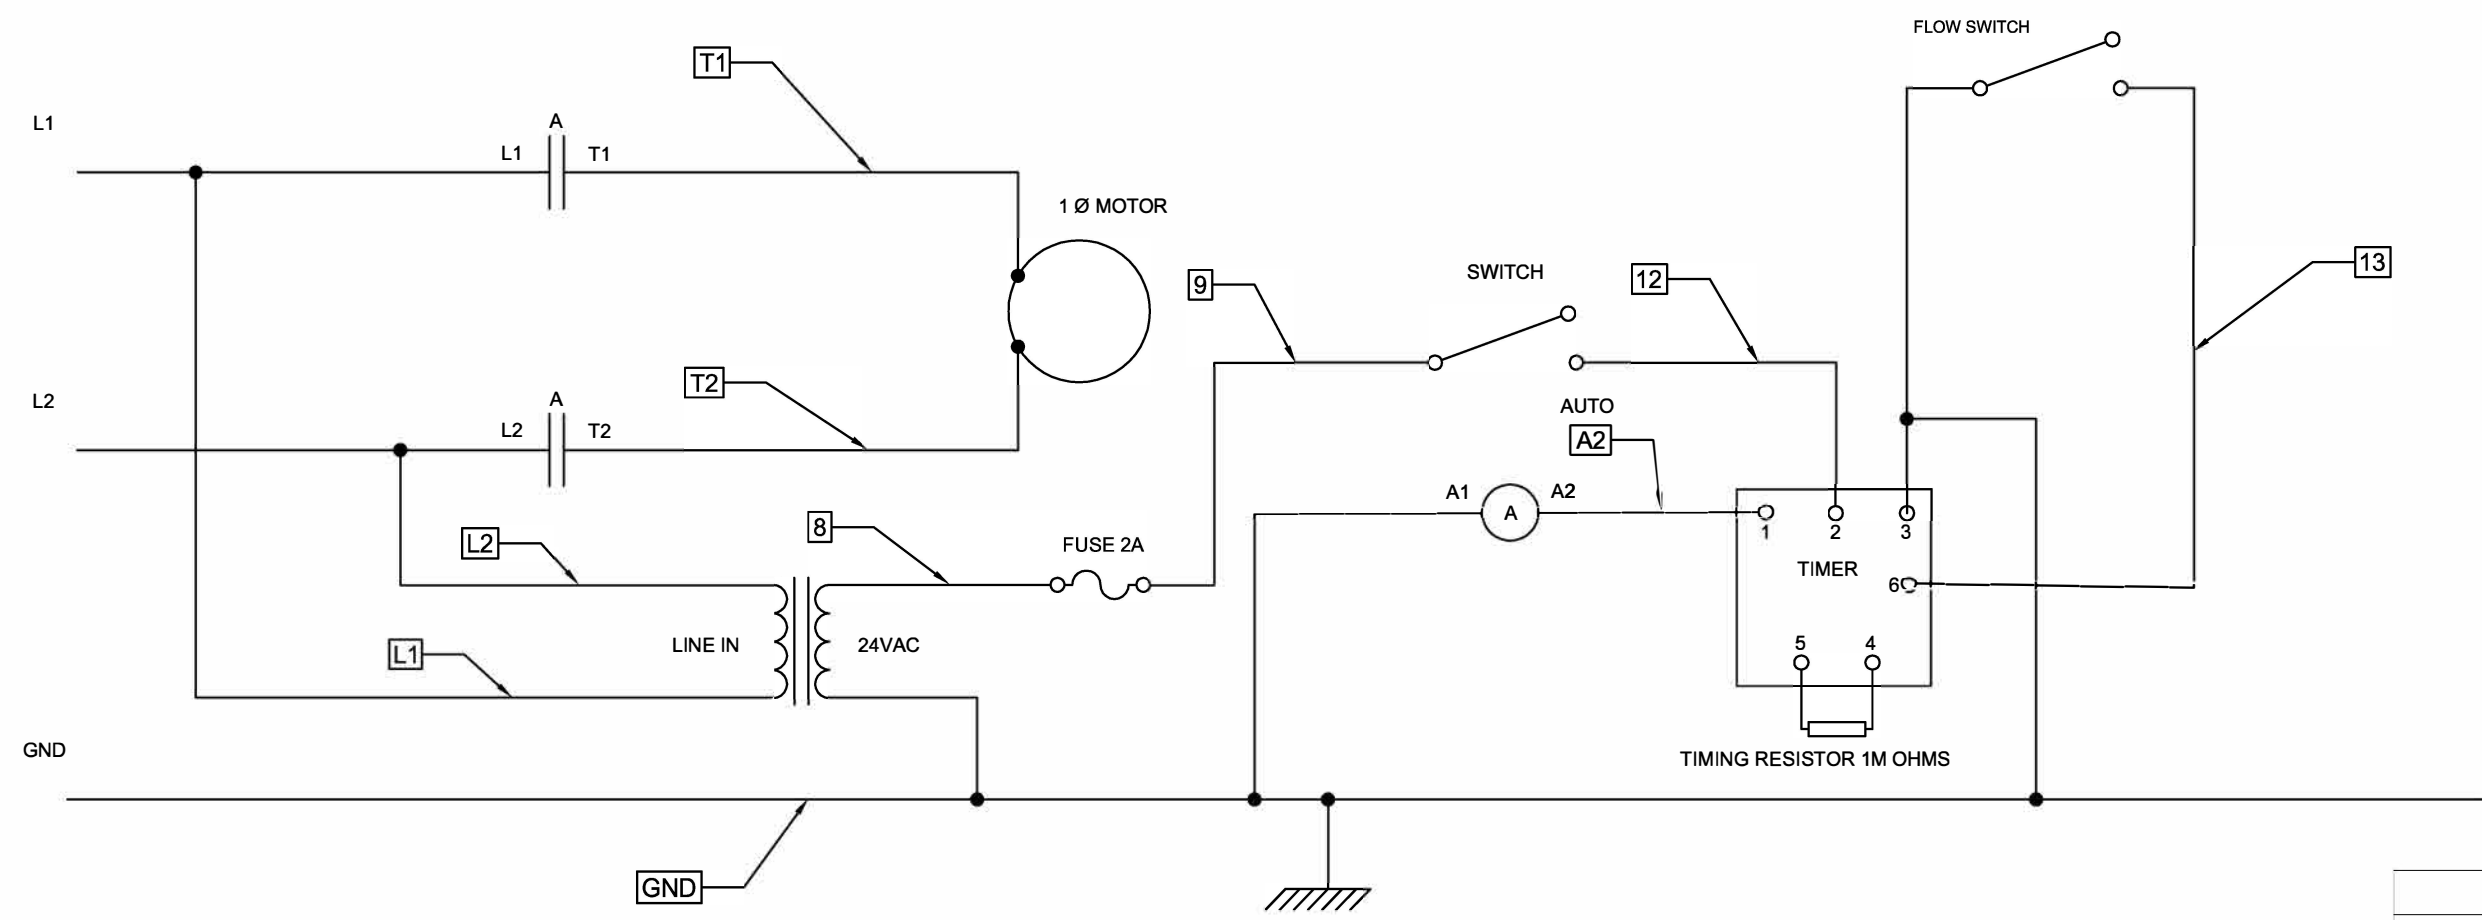 FLOW SWITCH
T1
L1
A
L1
T1
1 Ø MOTOR
13
SWITCH
12
9
T2
L2
A
L2
T2
AUTO
A2
A1
A
A2
1
2
3
L2
8
FUSE 2A
TIMER
6
L1
LINE IN
24VAC
5
4
GND
TIMING RESISTOR 1M OHMS
GND